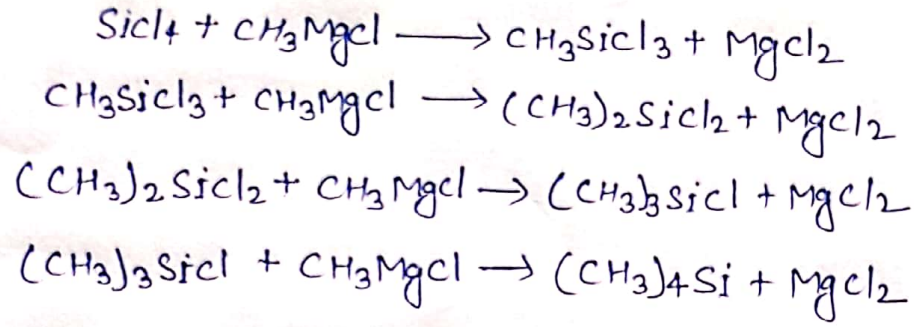 SiCl4 + CH3MgCl ⟶ CH3SiCl3 + MgCl2
CH3SiCl3 + CH3MgCl ⟶ (CH3)2SiCl2 + MgCl2
(CH3)2SiCl2 + CH3MgCl → (CH3)3SiCl + MgCl2
(CH3)3SiCl + CH3MgCl → (CH3)4Si + MgCl2